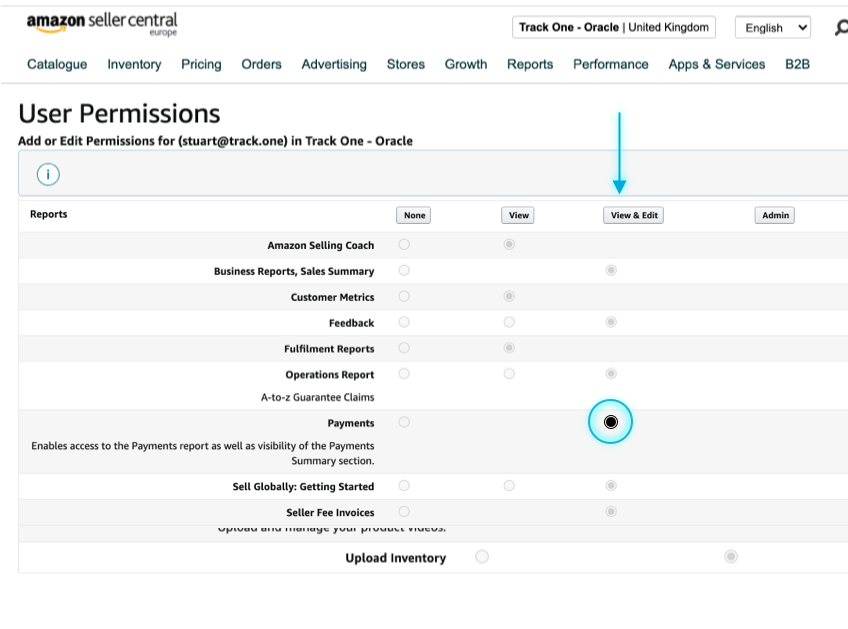 amazon seller central
europe
Track One - Oracle | United Kingdom
English
Catalogue Inventory Pricing Orders Advertising Stores Growth Reports Performance Apps & Services B2B
User Permissions
Add or Edit Permissions for (stuart@track.one) in Track One - Oracle
i
Reports None View View & Edit Admin
Amazon Selling Coach
Business Reports, Sales Summary
Customer Metrics
Feedback
Fulfilment Reports
Operations Report
A-to-z Guarantee Claims
Payments
Enables access to the Payments report as well as visibility of the Payments
Summary section.
Sell Globally: Getting Started
Seller Fee Invoices
Upload and manage your product videos.
Upload Inventory